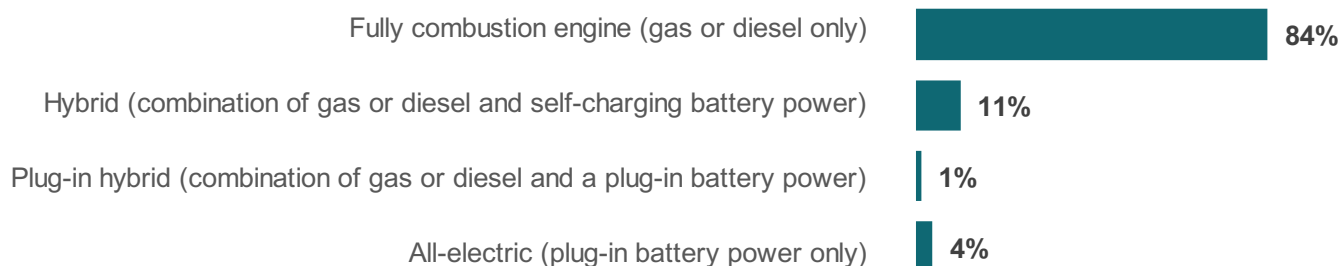 Fully combustion engine (gas or diesel only) 84%
Hybrid (combination of gas or diesel and self-charging battery power) 11%
Plug-in hybrid (combination of gas or diesel and a plug-in battery power) 1%
All-electric (plug-in battery power only) 4%